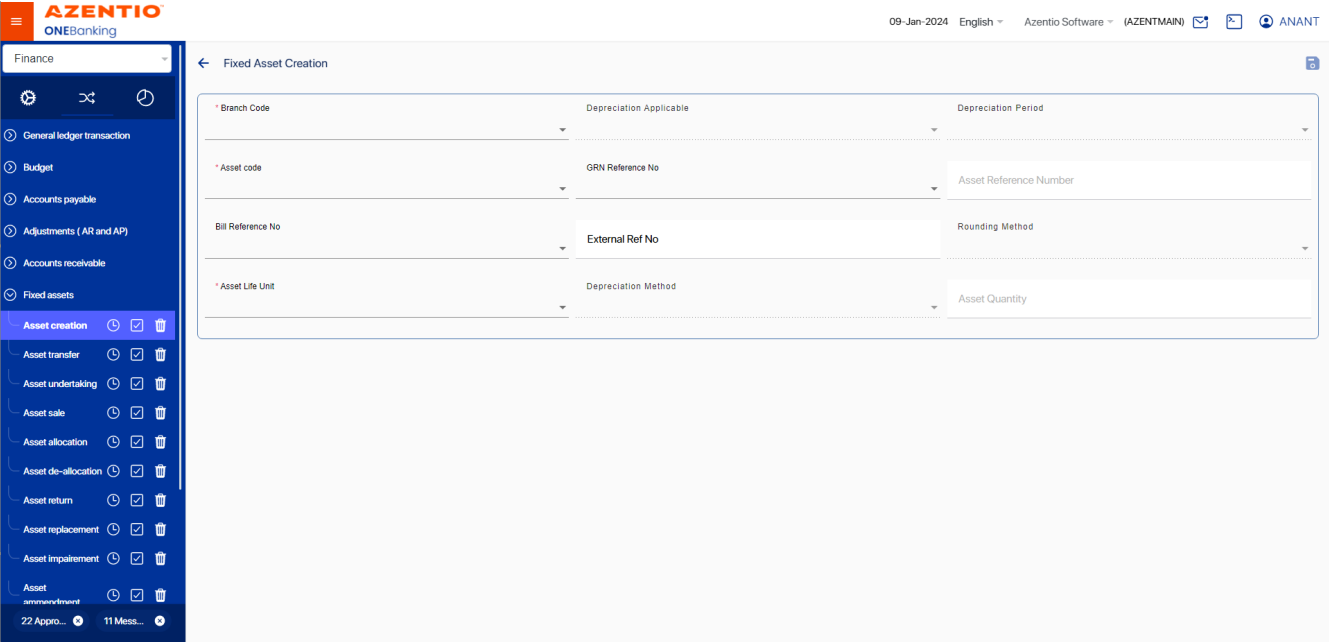 AZENTIO
ONEBanking
09-Jan-2024 English Azentio Software (AZENTMAIN) ANANT
Finance
Fixed Asset Creation
General ledger transaction
Budget
Accounts payable
Adjustments ( AR and AP)
Accounts receivable
Fixed assets
Asset creation
Asset transfer
Asset undertaking
Asset sale
Asset allocation
Asset de-allocation
Asset return
Asset replacement
Asset impairement
Asset
ammendment
22 Appro... 11 Mess...
* Branch Code Depreciation Applicable Depreciation Period
* Asset code GRN Reference No Asset Reference Number
Bill Reference No External Ref No Rounding Method
* Asset Life Unit Depreciation Method Asset Quantity